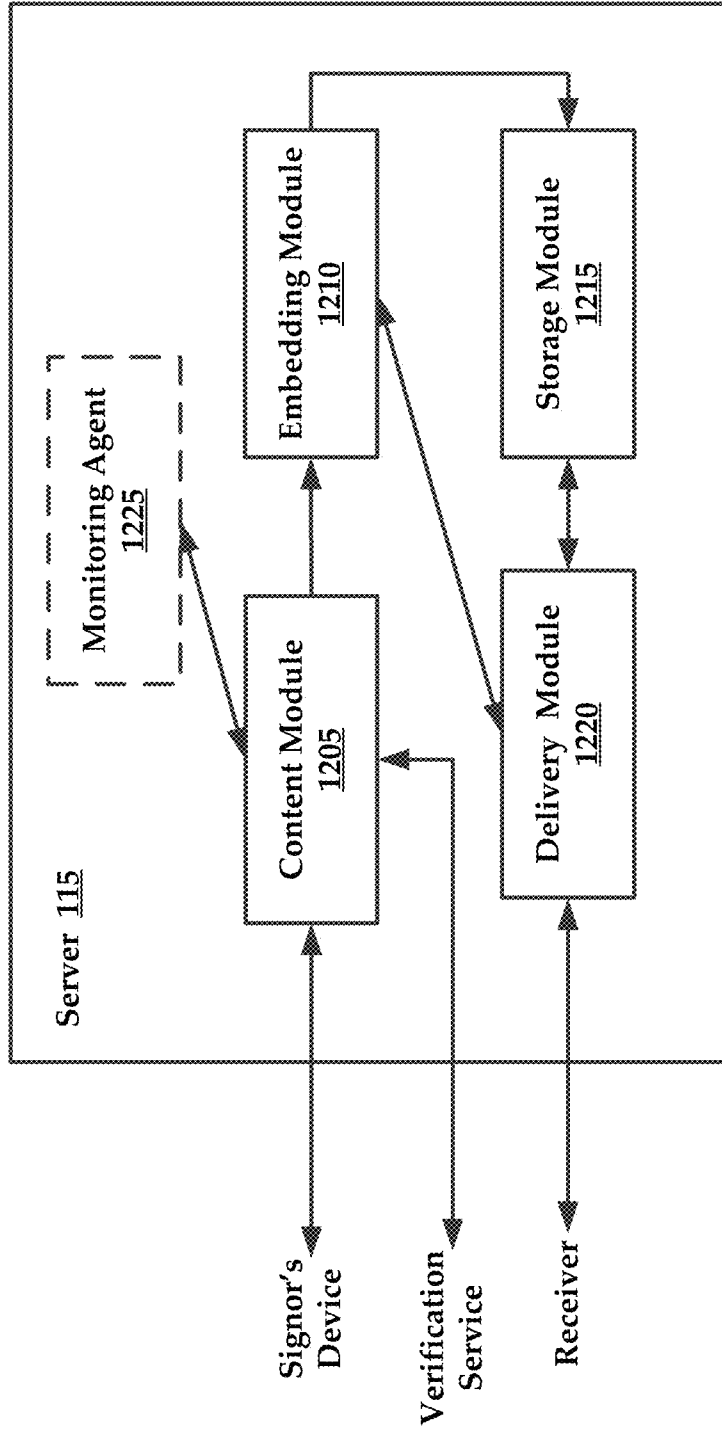 Server 115
Monitoring Agent
1225
Signor's
Device
Content Module
1205
Embedding Module
1210
Verification
Service
Receiver
Delivery Module
1220
Storage Module
1215